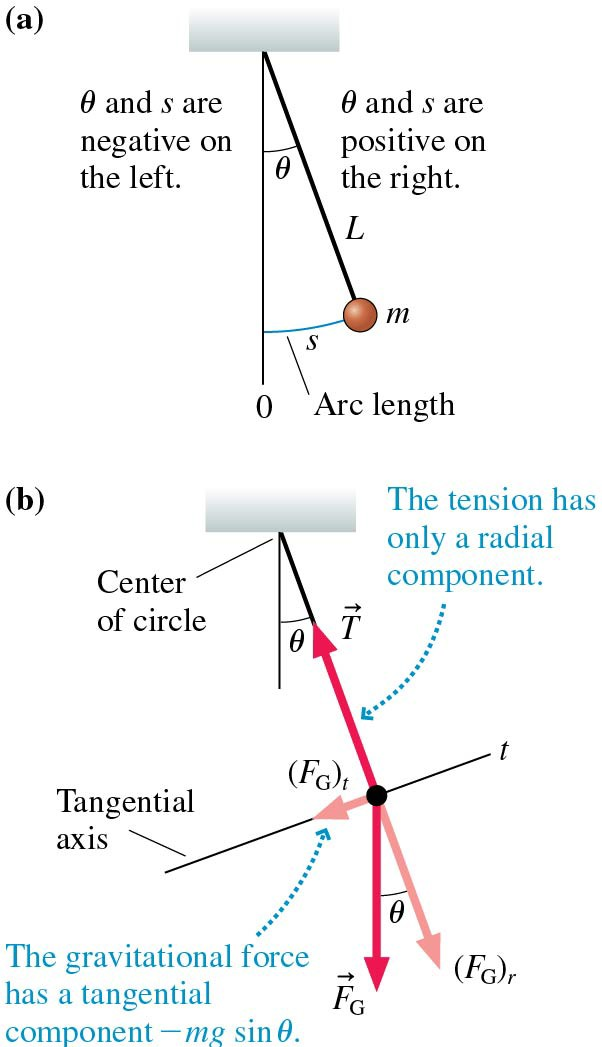 (a)
θ and s are
negative on
the left.
θ and s are
positive on
the right.
θ
L
m
s
0
Arc length
(b)
The tension has
only a radial
component.
Center
of circle
θ
T⃗
(F_G)_t
t
Tangential
axis
θ
(F_G)_r
F⃗_G
The gravitational force
has a tangential
component −mg sin θ.